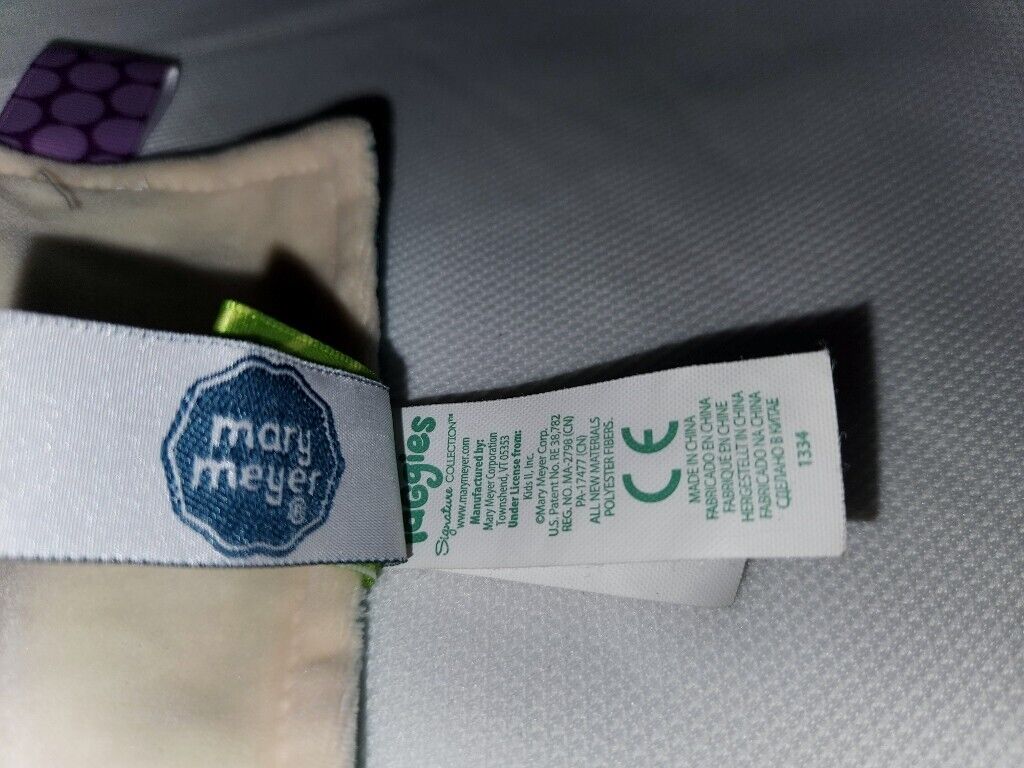 mary
meyer
®
Taggies
Signature COLLECTION™
www.marymeyer.com
Manufactured by:
Mary Meyer Corporation
Townshend, VT 05353
Under License from:
Kids II, Inc.
©Mary Meyer Corp.
U.S. Patent No. RE 38,782
REG. NO. MA-2798 (CN)
PA-17477 (CN)
ALL NEW MATERIALS
POLYESTER FIBERS.
CE
MADE IN CHINA
FABRICADO EN CHINA
FABRIQUE EN CHINE
HERGESTELLT IN CHINA
FABRICADO NA CHINA
СДЕЛАНО В КИТАЕ
1334